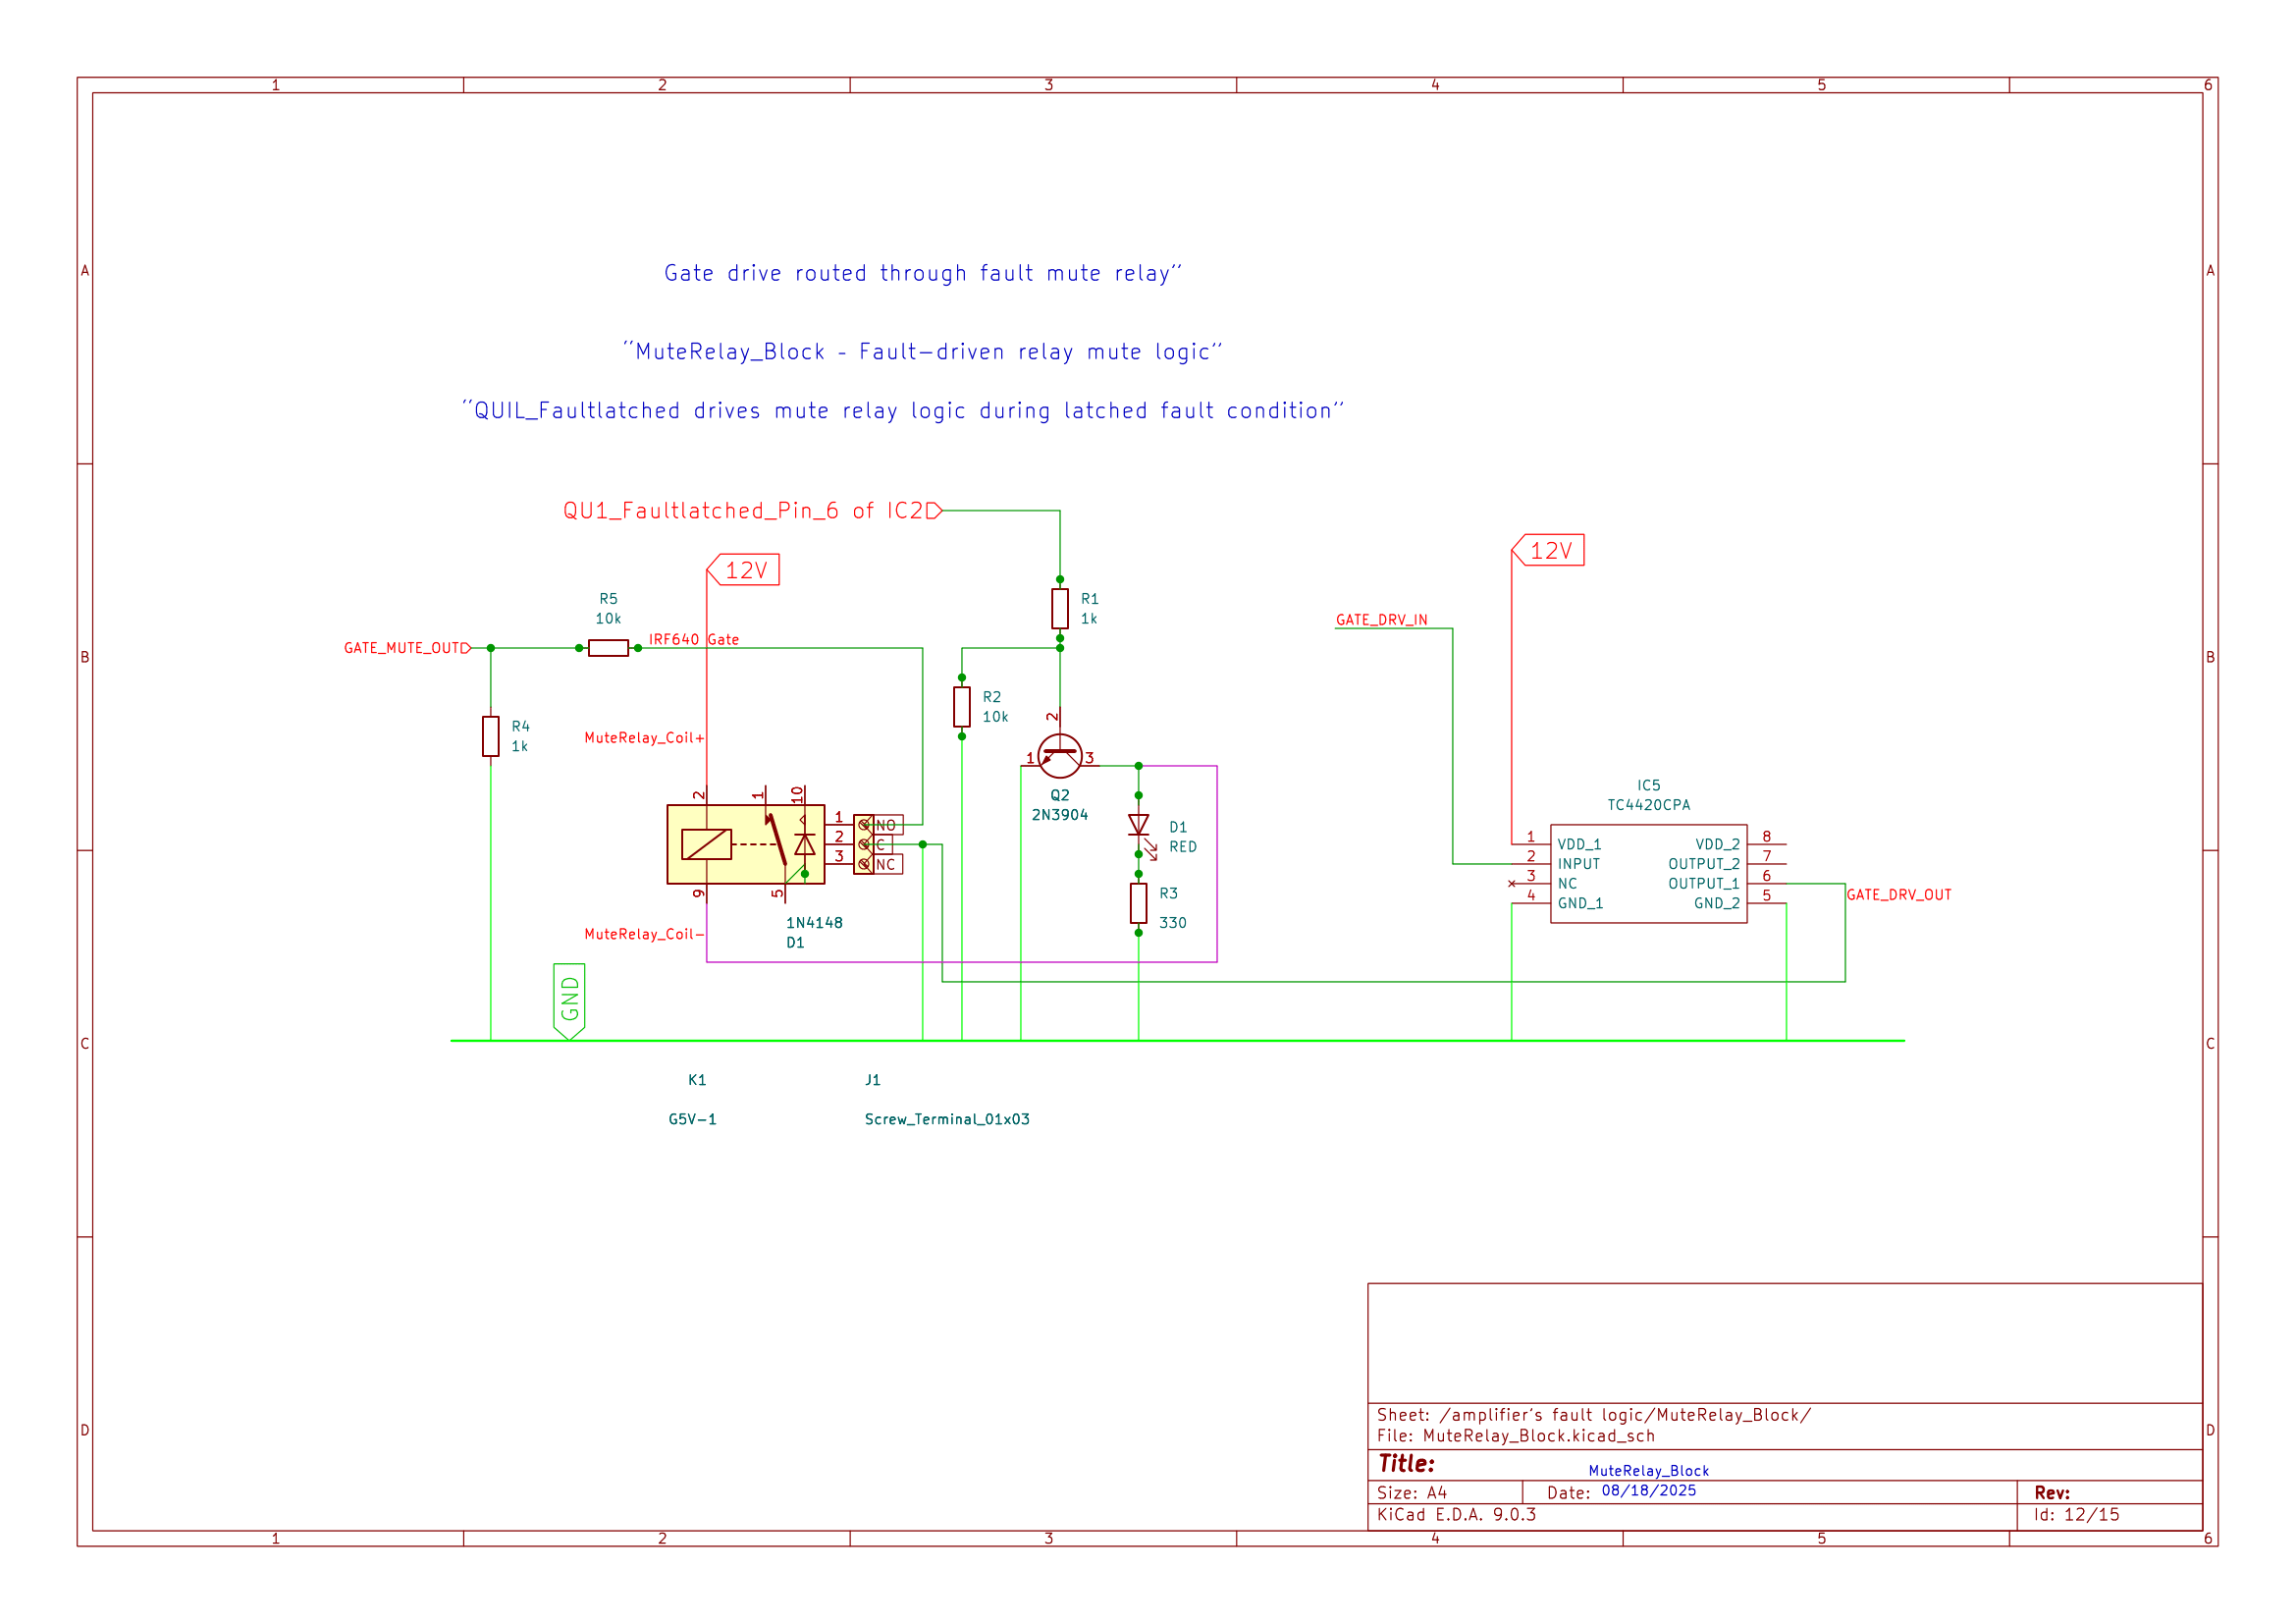 1 2 3 4 5 6
A A
Gate drive routed through fault mute relay"
"MuteRelay_Block - Fault-driven relay mute logic"
"QUIL_Faultlatched drives mute relay logic during latched fault condition"
QU1_Faultlatched_Pin_6 of IC2
12V
12V
R5
10k
R1
1k
GATE_DRV_IN
IRF640 Gate
GATE_MUTE_OUT
B B
R2
10k
R4
1k
MuteRelay_Coil+
2
1 3
Q2
2N3904
IC5
TC4420CPA
2 1 10
1 NO
2 C
3 NC
9 5
D1
RED
1 VDD_1 VDD_2 8
2 INPUT OUTPUT_2 7
3 NC OUTPUT_1 6
4 GND_1 GND_2 5
GATE_DRV_OUT
R3
330
1N4148
D1
MuteRelay_Coil-
GND
C C
K1
J1
G5V-1
Screw_Terminal_01x03
D D
Sheet: /amplifier's fault logic/MuteRelay_Block/
File: MuteRelay_Block.kicad_sch
Title: MuteRelay_Block
Size: A4 Date: 08/18/2025 Rev:
KiCad E.D.A. 9.0.3 Id: 12/15
1 2 3 4 5 6